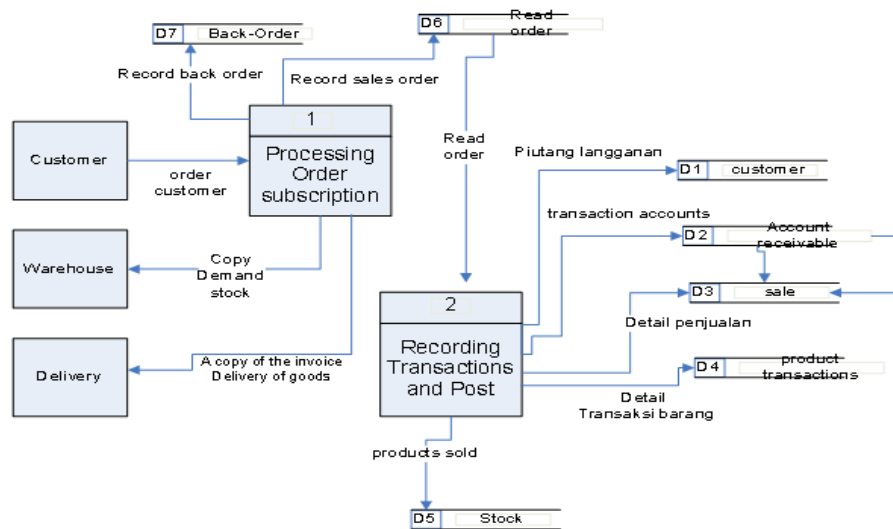 D7 Back-Order
D6 Read
order
Record back order
Record sales order
1
Processing
Order
subscription
Customer
order
customer
Read
order
Piutang langganan
D1 customer
transaction accounts
D2 Account
receivable
Warehouse
Copy
Demand
stock
D3 sale
2
Recording
Transactions
and Post
Detail penjualan
Delivery
A copy of the invoice
Delivery of goods
D4 product
transactions
Detail
Transaksi barang
products sold
D5 Stock